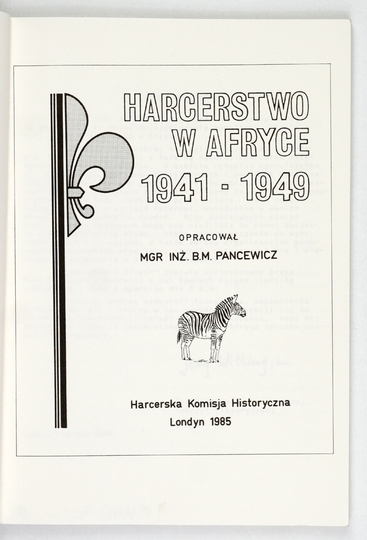 HARCERSTWO
W AFRYCE
1941 - 1949
OPRACOWAŁ
MGR INŻ. B.M. PANCEWICZ
Harcerska Komisja Historyczna
Londyn 1985